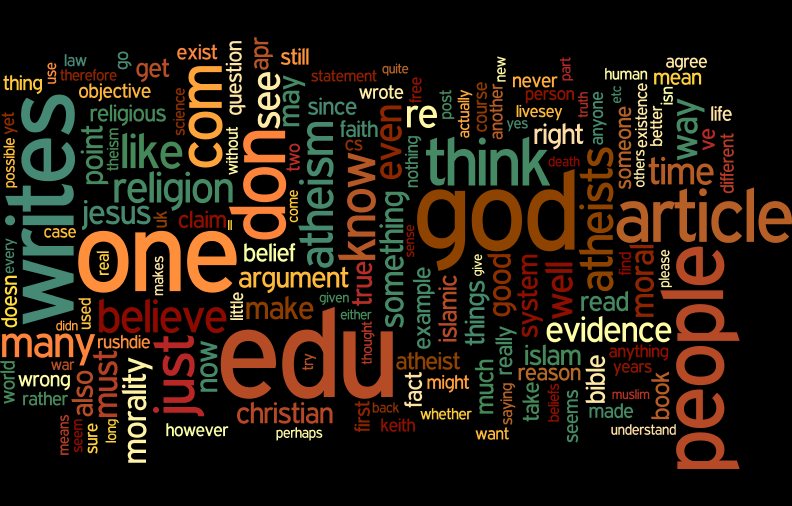 thing
use
law
therefore
go
get
exist
apr
still
quite
objective
science
question
see
may
statement
wrote
free
post
new
never
part
agree
human
mean
possible
yet
religious
com
since
faith
cs
even
re
actually
course
another
livesey
person
truth
etc
isn
yes
right
anyone
someone
existence
better
way
ve
life
writes
point
theism
like
without
two
atheism
know
nothing
think
death
atheists
others
time
different
religion
don
jesus
uk
claim
ll
come
something
sense
god
article
case
one
belief
every
real
makes
argument
true
give
good
system
well
find
moral
please
people
doesn
used
believe
little
make
given
either
example
islamic
things
read
evidence
didn
many
rushdie
edu
try
thought
atheist
really
islam
anything
war
just
now
fact
might
much
reason
bible
years
world
wrong
rather
also
must
morality
christian
first
back
keith
whether
saying
take
beliefs
seems
made
muslim
book
means
seem
sure
long
however
perhaps
want
understand